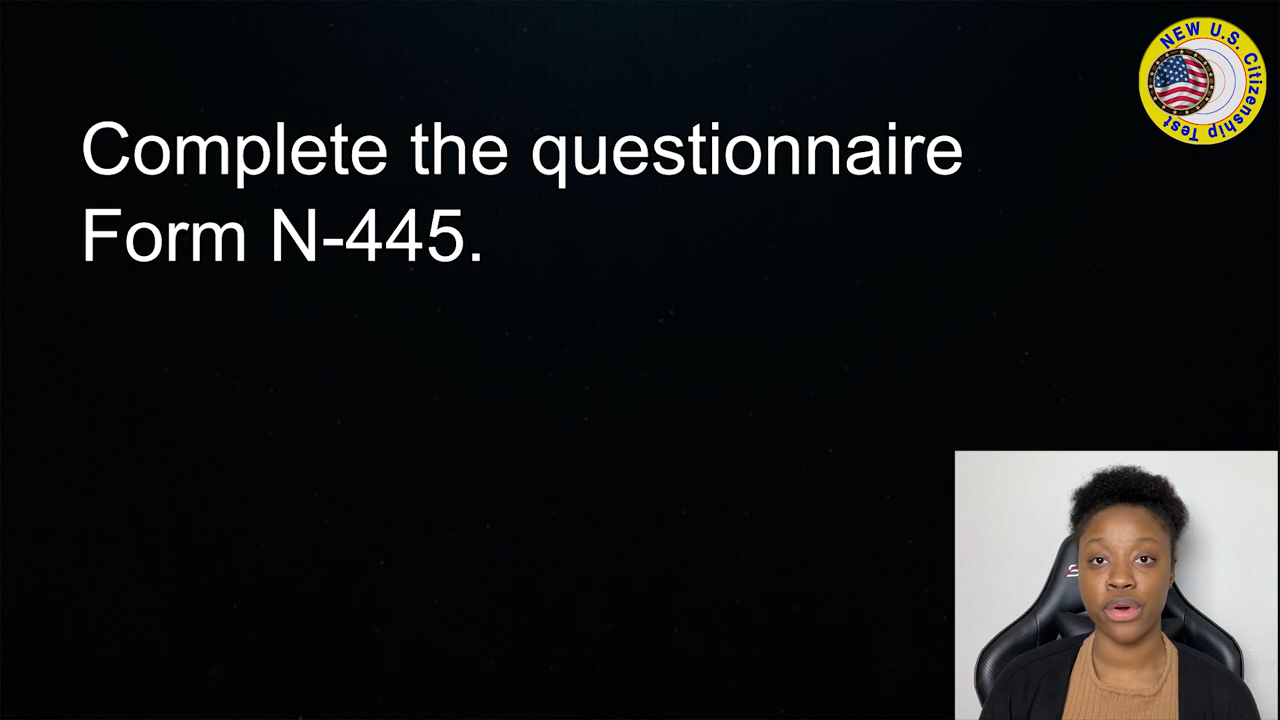 Complete the questionnaire
Form N-445.
NEW U.S. Citizenship Test